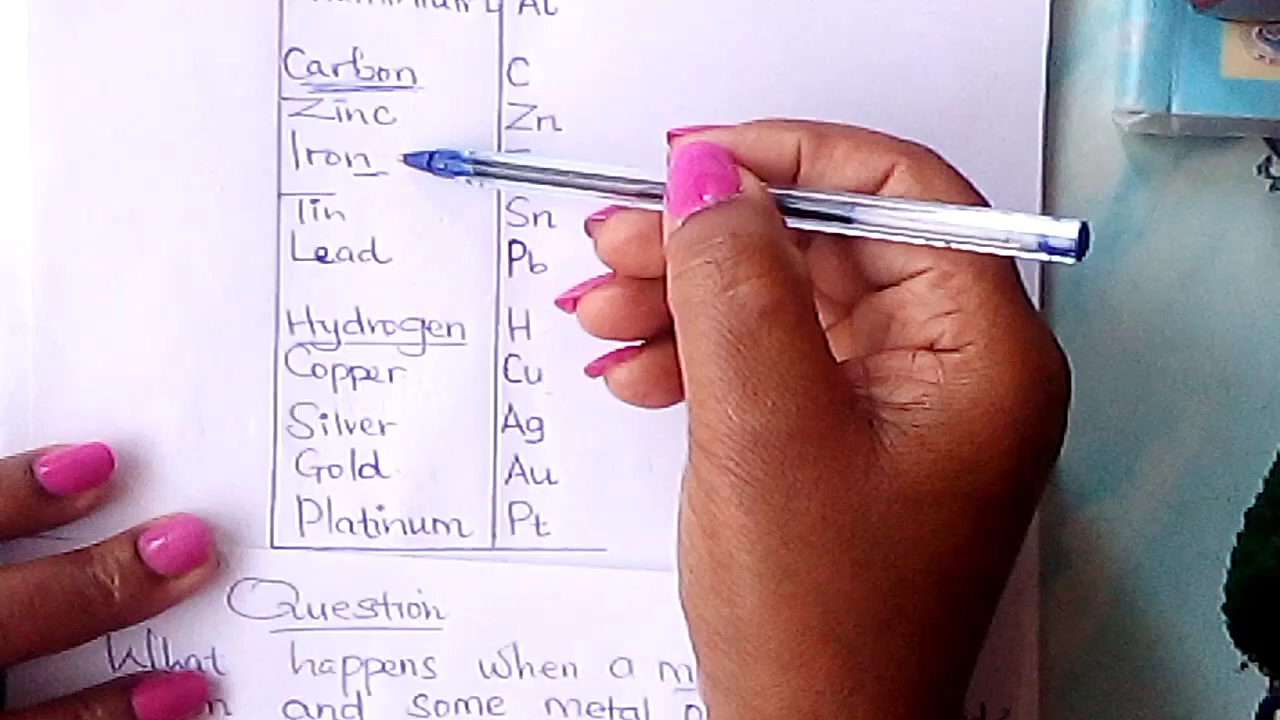 Al
Carbon C
Zinc Zn
Iron
Tin Sn
Lead Pb
Hydrogen H
Copper Cu
Silver Ag
Gold Au
Platinum Pt
Question
What happens when a
and some metal